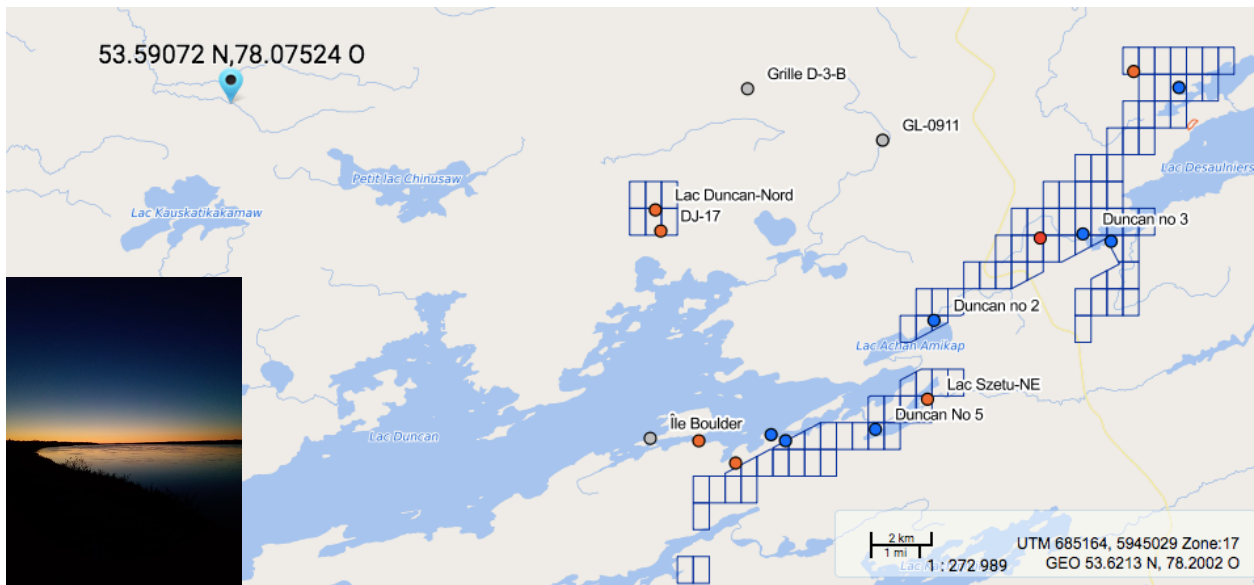 53.59072 N,78.07524 O
Grille D-3-B
GL-0911
Lac Desaulniers
Petit lac Chinusaw
Lac Kauskatikakamaw
Lac Duncan-Nord
DJ-17
Duncan no 3
Duncan no 2
Lac Achan Amikap
Lac Szetu-NE
Duncan No 5
Île Boulder
Lac Duncan
2 km
1 mi
1 : 272 989
UTM 685164, 5945029 Zone:17
GEO 53.6213 N, 78.2002 O